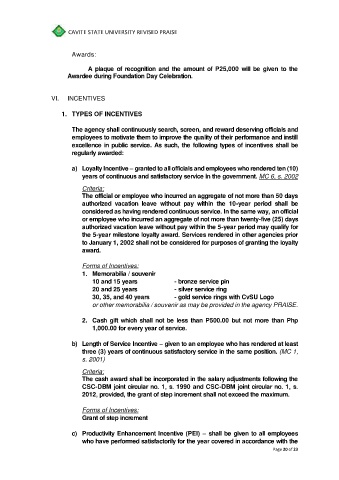 CAVITE STATE UNIVERSITY REVISED PRAISE
Awards:
A plaque of recognition and the amount of P25,000 will be given to the
Awardee during Foundation Day Celebration.
VI. INCENTIVES
1. TYPES OF INCENTIVES
The agency shall continuously search, screen, and reward deserving officials and
employees to motivate them to improve the quality of their performance and instill
excellence in public service. As such, the following types of incentives shall be
regularly awarded:
a) Loyalty Incentive – granted to all officials and employees who rendered ten (10)
years of continuous and satisfactory service in the government. MC 6, s. 2002
Criteria:
The official or employee who incurred an aggregate of not more than 50 days
authorized vacation leave without pay within the 10-year period shall be
considered as having rendered continuous service. In the same way, an official
or employee who incurred an aggregate of not more than twenty-five (25) days
authorized vacation leave without pay within the 5-year period may qualify for
the 5-year milestone loyalty award. Services rendered in other agencies prior
to January 1, 2002 shall not be considered for purposes of granting the loyalty
award.
Forms of Incentives:
1. Memorabilia / souvenir
10 and 15 years - bronze service pin
20 and 25 years - silver service ring
30, 35, and 40 years - gold service rings with CvSU Logo
or other memorabilia / souvenir as may be provided in the agency PRAISE.
2. Cash gift which shall not be less than P500.00 but not more than Php
1,000.00 for every year of service.
b) Length of Service Incentive – given to an employee who has rendered at least
three (3) years of continuous satisfactory service in the same position. (MC 1,
s. 2001)
Criteria:
The cash award shall be incorporated in the salary adjustments following the
CSC-DBM joint circular no. 1, s. 1990 and CSC-DBM joint circular no. 1, s.
2012, provided, the grant of step increment shall not exceed the maximum.
Forms of Incentives:
Grant of step increment
c) Productivity Enhancement Incentive (PEI) – shall be given to all employees
who have performed satisfactorily for the year covered in accordance with the
Page 20 of 23